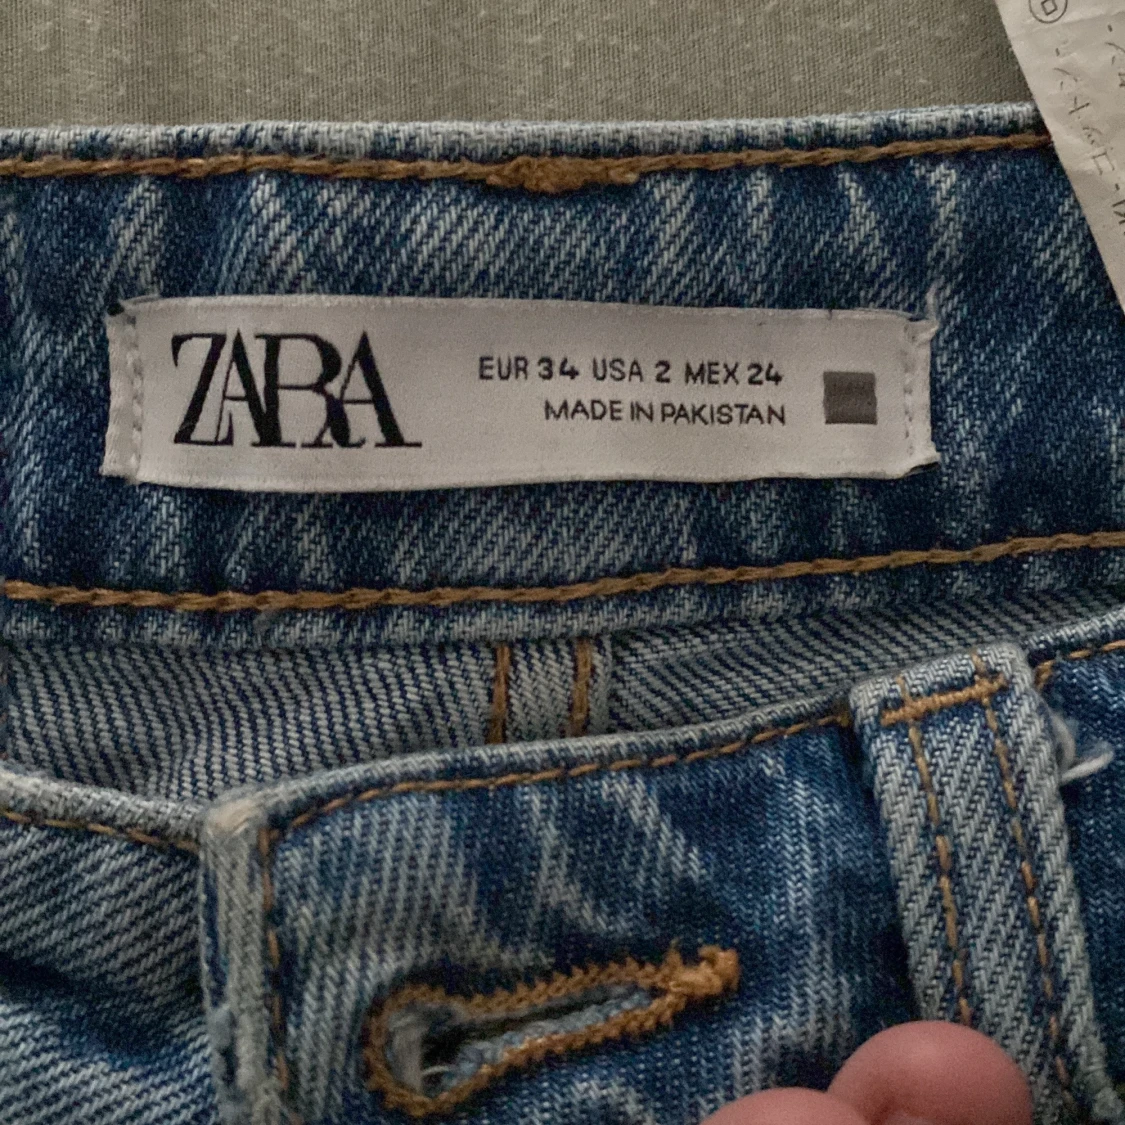 ZARA
EUR 34 USA 2 MEX 24
MADE IN PAKISTAN